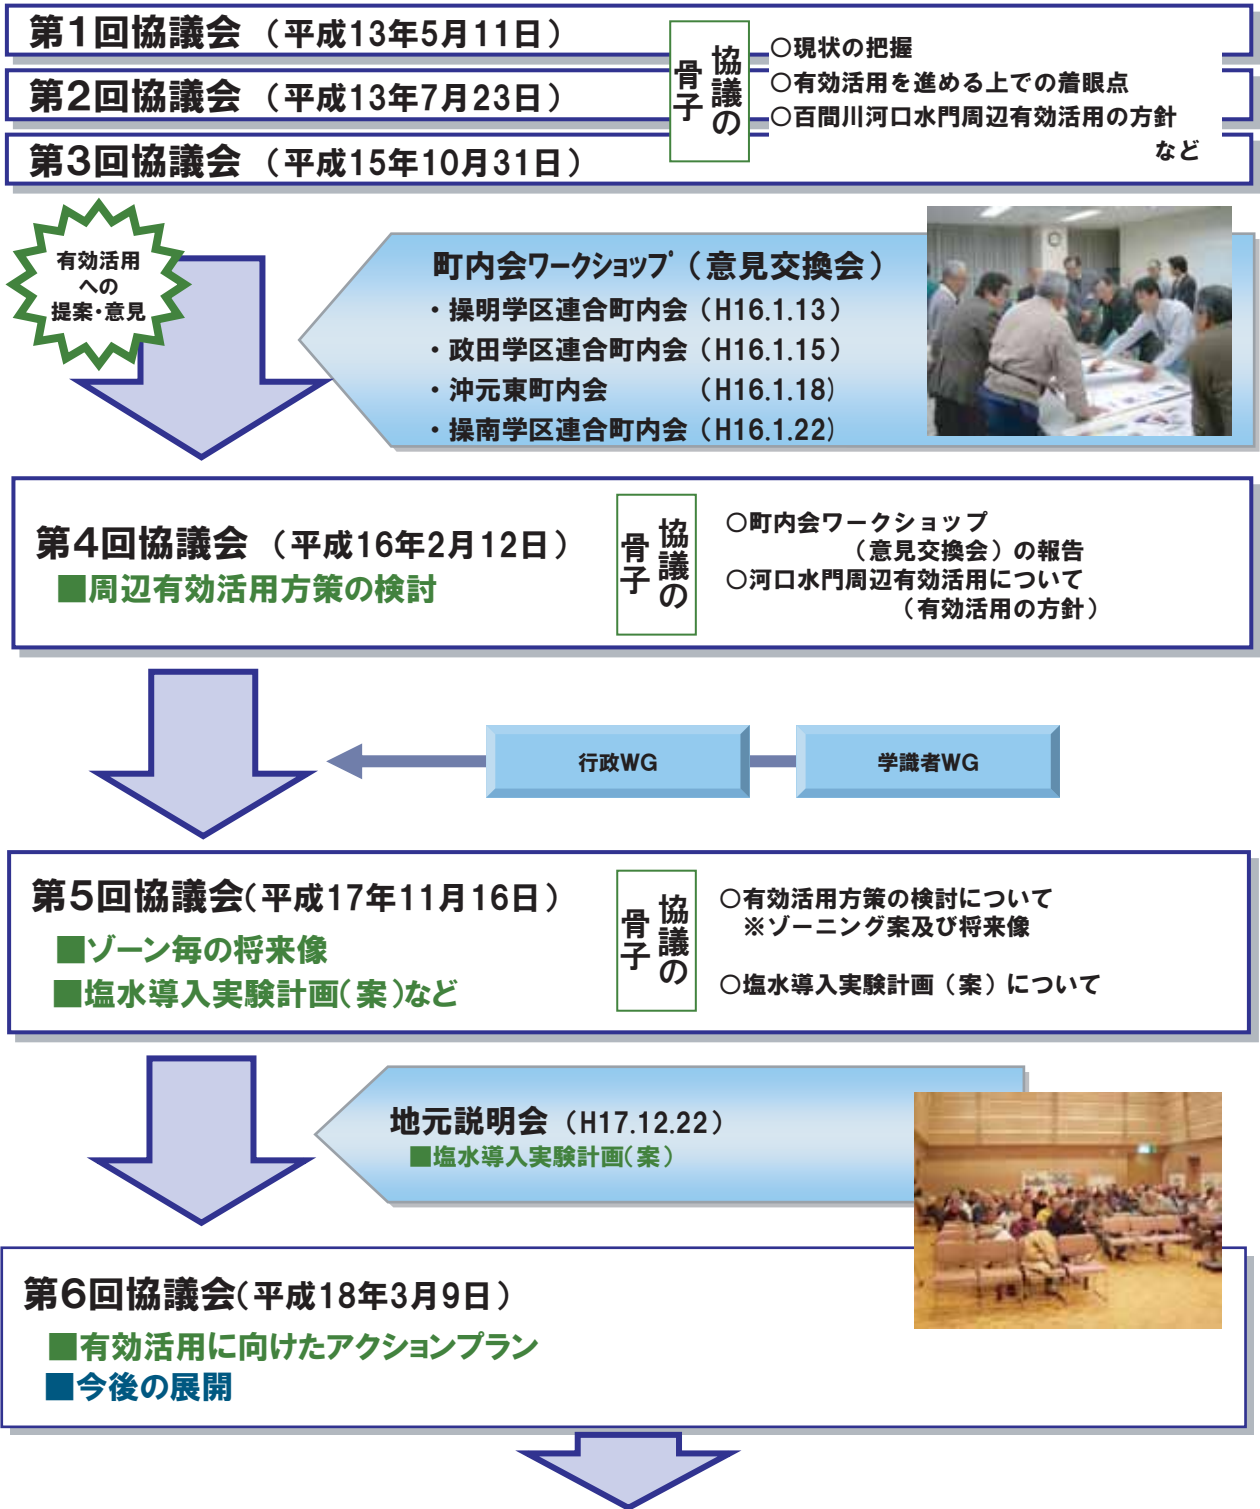 第1回協議会 （平成13年5月11日）
第2回協議会 （平成13年7月23日）
第3回協議会 （平成15年10月31日）
協議の
骨子
○現状の把握
○有効活用を進める上での着眼点
○百間川河口水門周辺有効活用の方針
など
有効活用
への
提案・意見
町内会ワークショップ（意見交換会）
・操明学区連合町内会（H16.1.13）
・政田学区連合町内会（H16.1.15）
・沖元東町内会 （H16.1.18）
・操南学区連合町内会（H16.1.22）
第4回協議会 （平成16年2月12日）
■周辺有効活用方策の検討
協議の
骨子
○町内会ワークショップ
（意見交換会）の報告
○河口水門周辺有効活用について
（有効活用の方針）
行政WG
学識者WG
第5回協議会（平成17年11月16日）
■ゾーン毎の将来像
■塩水導入実験計画（案）など
協議の
骨子
○有効活用方策の検討について
※ゾーニング案及び将来像
○塩水導入実験計画（案）について
地元説明会（H17.12.22）
■塩水導入実験計画（案）
第6回協議会（平成18年3月9日）
■有効活用に向けたアクションプラン
■今後の展開